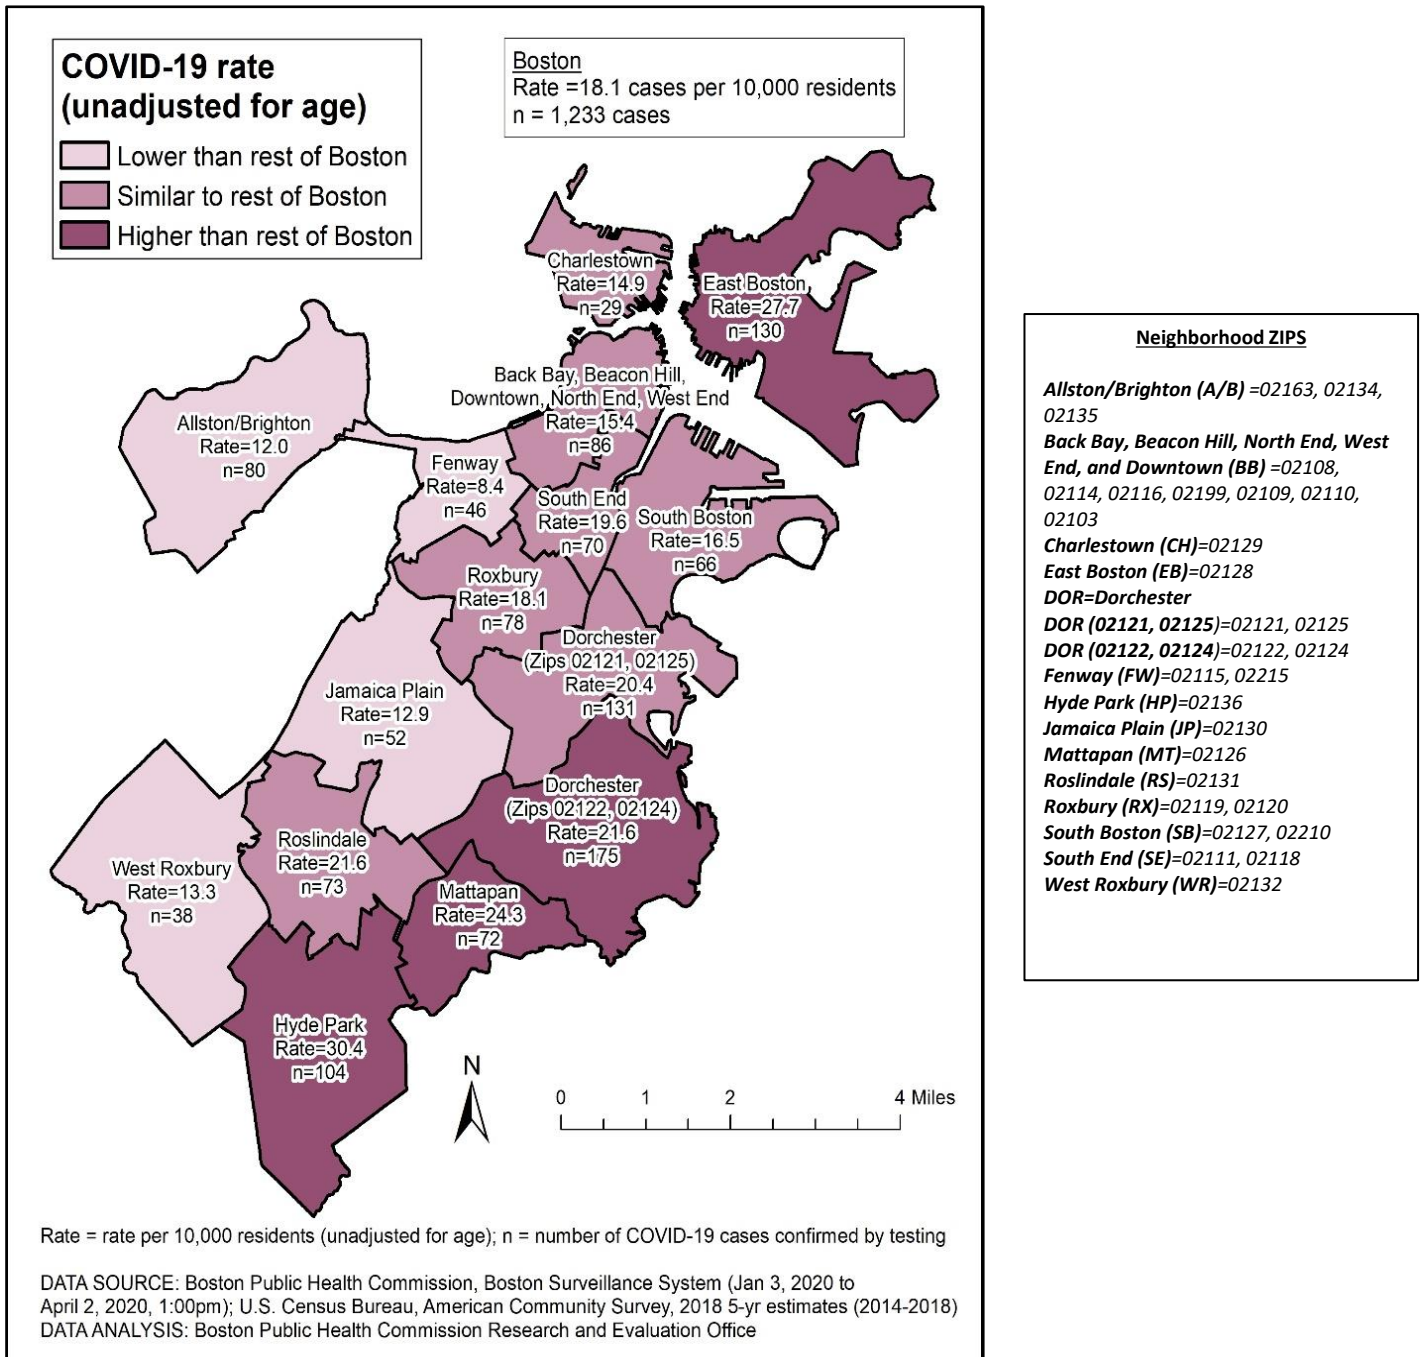 COVID-19 rate
(unadjusted for age)
Lower than rest of Boston
Similar to rest of Boston
Higher than rest of Boston
Boston
Rate =18.1 cases per 10,000 residents
n = 1,233 cases
Charlestown
Rate=14.9
n=29
East Boston
Rate=27.7
n=130
Back Bay, Beacon Hill,
Downtown, North End, West End
Rate=15.4
n=86
Allston/Brighton
Rate=12.0
n=80
Fenway
Rate=8.4
n=46
South End
Rate=19.6
n=70
South Boston
Rate=16.5
n=66
Roxbury
Rate=18.1
n=78
Dorchester
(Zips 02121, 02125)
Rate=20.4
n=131
Jamaica Plain
Rate=12.9
n=52
Dorchester
(Zips 02122, 02124)
Rate=21.6
n=175
Roslindale
Rate=21.6
n=73
West Roxbury
Rate=13.3
n=38
Mattapan
Rate=24.3
n=72
Hyde Park
Rate=30.4
n=104
N
0 1 2 4 Miles
Rate = rate per 10,000 residents (unadjusted for age); n = number of COVID-19 cases confirmed by testing
DATA SOURCE: Boston Public Health Commission, Boston Surveillance System (Jan 3, 2020 to
April 2, 2020, 1:00pm); U.S. Census Bureau, American Community Survey, 2018 5-yr estimates (2014-2018)
DATA ANALYSIS: Boston Public Health Commission Research and Evaluation Office
Neighborhood ZIPS
Allston/Brighton (A/B) =02163, 02134,
02135
Back Bay, Beacon Hill, North End, West
End, and Downtown (BB) =02108,
02114, 02116, 02199, 02109, 02110,
02103
Charlestown (CH)=02129
East Boston (EB)=02128
DOR=Dorchester
DOR (02121, 02125)=02121, 02125
DOR (02122, 02124)=02122, 02124
Fenway (FW)=02115, 02215
Hyde Park (HP)=02136
Jamaica Plain (JP)=02130
Mattapan (MT)=02126
Roslindale (RS)=02131
Roxbury (RX)=02119, 02120
South Boston (SB)=02127, 02210
South End (SE)=02111, 02118
West Roxbury (WR)=02132